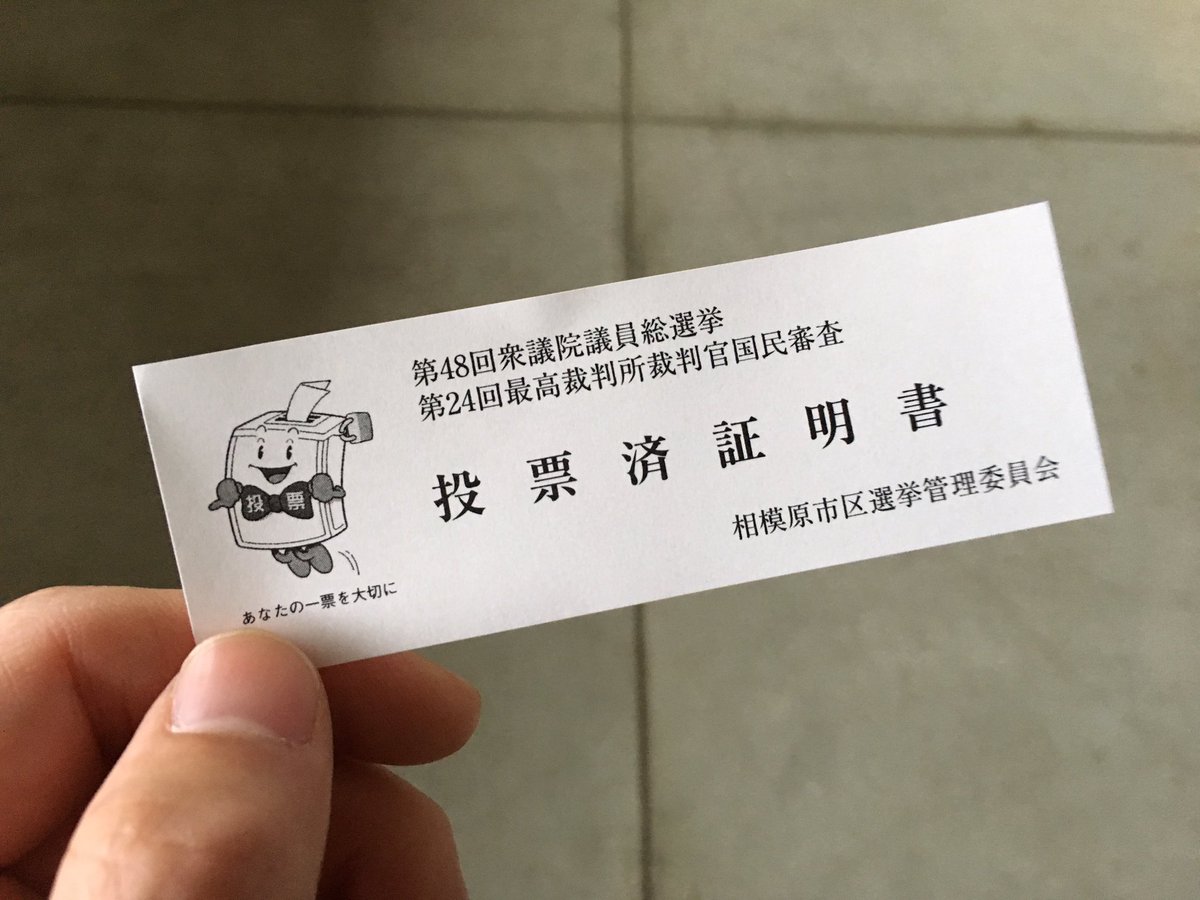 第48回衆議院議員総選挙
第24回最高裁判所裁判官国民審査
投票済証明書
相模原市区選挙管理委員会
投票
あなたの一票を大切に